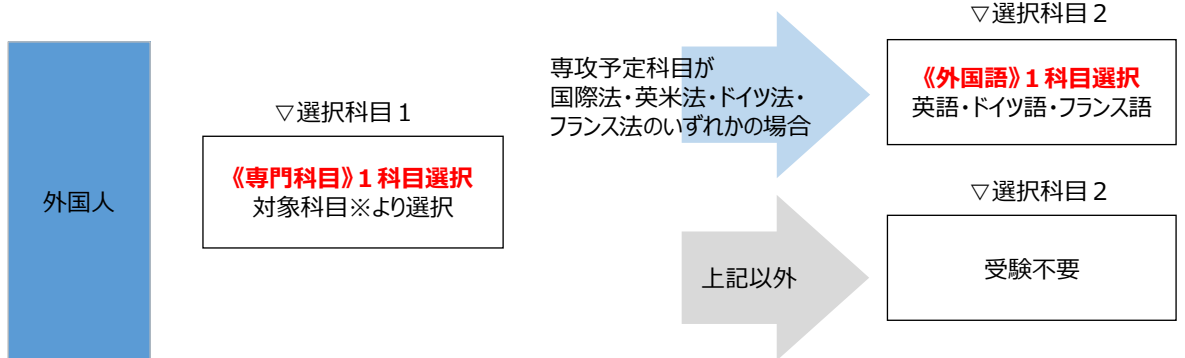 外国人
▽選択科目１
《専門科目》１科目選択
対象科目※より選択
専攻予定科目が
国際法・英米法・ドイツ法・
フランス法のいずれかの場合
▽選択科目２
《外国語》１科目選択
英語・ドイツ語・フランス語
上記以外
▽選択科目２
受験不要